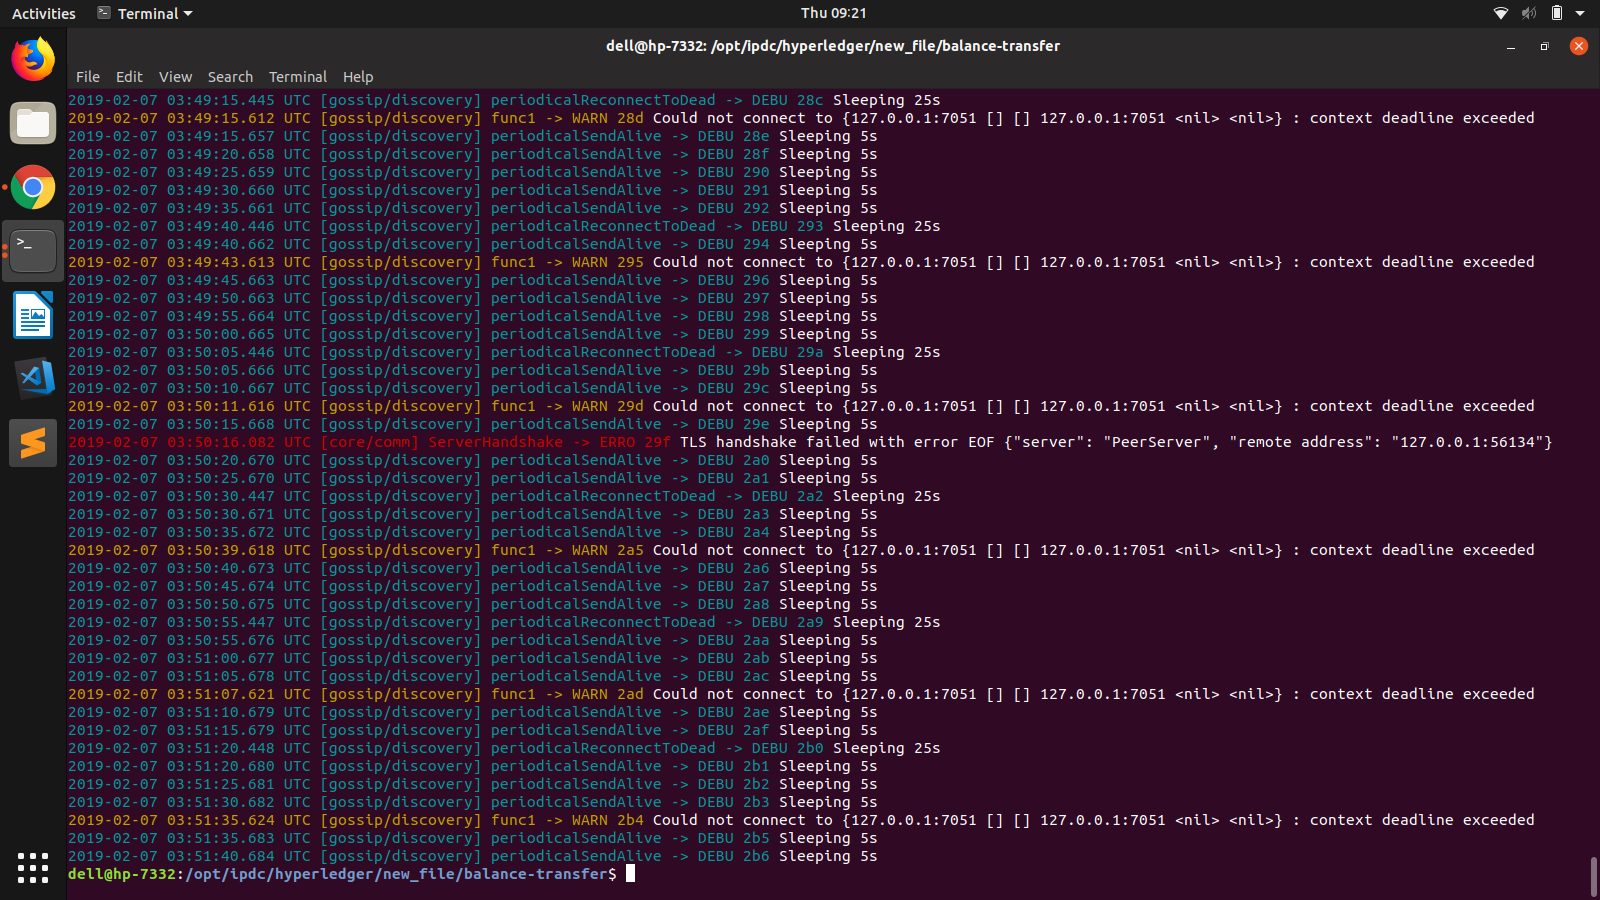 Activities
Terminal
Thu 09:21
dell@hp-7332: /opt/ipdc/hyperledger/new_file/balance-transfer
File Edit View Search Terminal Help
2019-02-07 03:49:15.445 UTC [gossip/discovery] periodicalReconnectToDead -> DEBU 28c Sleeping 25s
2019-02-07 03:49:15.612 UTC [gossip/discovery] func1 -> WARN 28d Could not connect to {127.0.0.1:7051 [] [] 127.0.0.1:7051 <nil> <nil>} : context deadline exceeded
2019-02-07 03:49:15.657 UTC [gossip/discovery] periodicalSendAlive -> DEBU 28e Sleeping 5s
2019-02-07 03:49:20.658 UTC [gossip/discovery] periodicalSendAlive -> DEBU 28f Sleeping 5s
2019-02-07 03:49:25.659 UTC [gossip/discovery] periodicalSendAlive -> DEBU 290 Sleeping 5s
2019-02-07 03:49:30.660 UTC [gossip/discovery] periodicalSendAlive -> DEBU 291 Sleeping 5s
2019-02-07 03:49:35.661 UTC [gossip/discovery] periodicalSendAlive -> DEBU 292 Sleeping 5s
2019-02-07 03:49:40.446 UTC [gossip/discovery] periodicalReconnectToDead -> DEBU 293 Sleeping 25s
2019-02-07 03:49:40.662 UTC [gossip/discovery] periodicalSendAlive -> DEBU 294 Sleeping 5s
2019-02-07 03:49:43.613 UTC [gossip/discovery] func1 -> WARN 295 Could not connect to {127.0.0.1:7051 [] [] 127.0.0.1:7051 <nil> <nil>} : context deadline exceeded
2019-02-07 03:49:45.663 UTC [gossip/discovery] periodicalSendAlive -> DEBU 296 Sleeping 5s
2019-02-07 03:49:50.663 UTC [gossip/discovery] periodicalSendAlive -> DEBU 297 Sleeping 5s
2019-02-07 03:49:55.664 UTC [gossip/discovery] periodicalSendAlive -> DEBU 298 Sleeping 5s
2019-02-07 03:50:00.665 UTC [gossip/discovery] periodicalSendAlive -> DEBU 299 Sleeping 5s
2019-02-07 03:50:05.446 UTC [gossip/discovery] periodicalReconnectToDead -> DEBU 29a Sleeping 25s
2019-02-07 03:50:05.666 UTC [gossip/discovery] periodicalSendAlive -> DEBU 29b Sleeping 5s
2019-02-07 03:50:10.667 UTC [gossip/discovery] periodicalSendAlive -> DEBU 29c Sleeping 5s
2019-02-07 03:50:11.616 UTC [gossip/discovery] func1 -> WARN 29d Could not connect to {127.0.0.1:7051 [] [] 127.0.0.1:7051 <nil> <nil>} : context deadline exceeded
2019-02-07 03:50:15.668 UTC [gossip/discovery] periodicalSendAlive -> DEBU 29e Sleeping 5s
2019-02-07 03:50:16.082 UTC [core/comm] ServerHandshake -> ERRO 29f TLS handshake failed with error EOF {"server": "PeerServer", "remote address": "127.0.0.1:56134"}
2019-02-07 03:50:20.670 UTC [gossip/discovery] periodicalSendAlive -> DEBU 2a0 Sleeping 5s
2019-02-07 03:50:25.670 UTC [gossip/discovery] periodicalSendAlive -> DEBU 2a1 Sleeping 5s
2019-02-07 03:50:30.447 UTC [gossip/discovery] periodicalReconnectToDead -> DEBU 2a2 Sleeping 25s
2019-02-07 03:50:30.671 UTC [gossip/discovery] periodicalSendAlive -> DEBU 2a3 Sleeping 5s
2019-02-07 03:50:35.672 UTC [gossip/discovery] periodicalSendAlive -> DEBU 2a4 Sleeping 5s
2019-02-07 03:50:39.618 UTC [gossip/discovery] func1 -> WARN 2a5 Could not connect to {127.0.0.1:7051 [] [] 127.0.0.1:7051 <nil> <nil>} : context deadline exceeded
2019-02-07 03:50:40.673 UTC [gossip/discovery] periodicalSendAlive -> DEBU 2a6 Sleeping 5s
2019-02-07 03:50:45.674 UTC [gossip/discovery] periodicalSendAlive -> DEBU 2a7 Sleeping 5s
2019-02-07 03:50:50.675 UTC [gossip/discovery] periodicalSendAlive -> DEBU 2a8 Sleeping 5s
2019-02-07 03:50:55.447 UTC [gossip/discovery] periodicalReconnectToDead -> DEBU 2a9 Sleeping 25s
2019-02-07 03:50:55.676 UTC [gossip/discovery] periodicalSendAlive -> DEBU 2aa Sleeping 5s
2019-02-07 03:51:00.677 UTC [gossip/discovery] periodicalSendAlive -> DEBU 2ab Sleeping 5s
2019-02-07 03:51:05.678 UTC [gossip/discovery] periodicalSendAlive -> DEBU 2ac Sleeping 5s
2019-02-07 03:51:07.621 UTC [gossip/discovery] func1 -> WARN 2ad Could not connect to {127.0.0.1:7051 [] [] 127.0.0.1:7051 <nil> <nil>} : context deadline exceeded
2019-02-07 03:51:10.679 UTC [gossip/discovery] periodicalSendAlive -> DEBU 2ae Sleeping 5s
2019-02-07 03:51:15.679 UTC [gossip/discovery] periodicalSendAlive -> DEBU 2af Sleeping 5s
2019-02-07 03:51:20.448 UTC [gossip/discovery] periodicalReconnectToDead -> DEBU 2b0 Sleeping 25s
2019-02-07 03:51:20.680 UTC [gossip/discovery] periodicalSendAlive -> DEBU 2b1 Sleeping 5s
2019-02-07 03:51:25.681 UTC [gossip/discovery] periodicalSendAlive -> DEBU 2b2 Sleeping 5s
2019-02-07 03:51:30.682 UTC [gossip/discovery] periodicalSendAlive -> DEBU 2b3 Sleeping 5s
2019-02-07 03:51:35.624 UTC [gossip/discovery] func1 -> WARN 2b4 Could not connect to {127.0.0.1:7051 [] [] 127.0.0.1:7051 <nil> <nil>} : context deadline exceeded
2019-02-07 03:51:35.683 UTC [gossip/discovery] periodicalSendAlive -> DEBU 2b5 Sleeping 5s
2019-02-07 03:51:40.684 UTC [gossip/discovery] periodicalSendAlive -> DEBU 2b6 Sleeping 5s
dell@hp-7332:/opt/ipdc/hyperledger/new_file/balance-transfer$